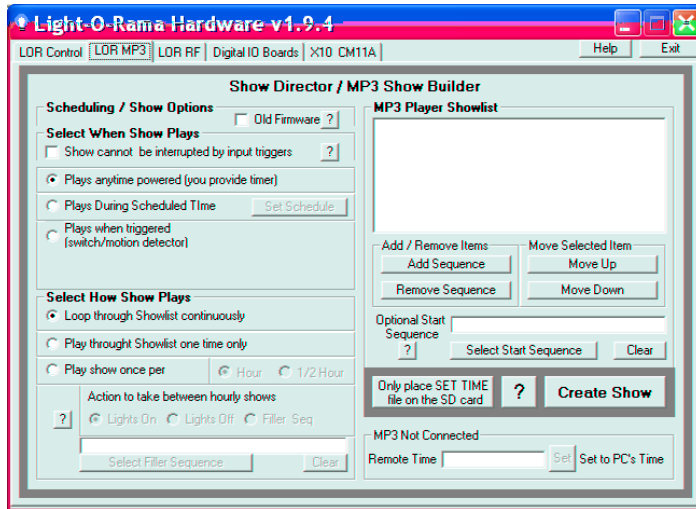 Light-O-Rama Hardware v1.9.4
LOR Control LOR MP3 LOR RF Digital IO Boards X10 CM11A Help Exit
Show Director / MP3 Show Builder
Scheduling / Show Options
Old Firmware ?
Select When Show Plays
Show cannot be interrupted by input triggers ?
Plays anytime powered (you provide timer)
Plays During Scheduled TIme Set Schedule
Plays when triggered
(switch/motion detector)
Select How Show Plays
Loop through Showlist continuously
Play throught Showlist one time only
Play show once per Hour 1/2 Hour
Action to take between hourly shows
? Lights On Lights Off Filler Seq
Select Filler Sequence Clear
MP3 Player Showlist
Add / Remove Items Move Selected Item
Add Sequence Move Up
Remove Sequence Move Down
Optional Start
Sequence
? Select Start Sequence Clear
Only place SET TIME
file on the SD card
? Create Show
MP3 Not Connected
Remote Time Set Set to PC's Time